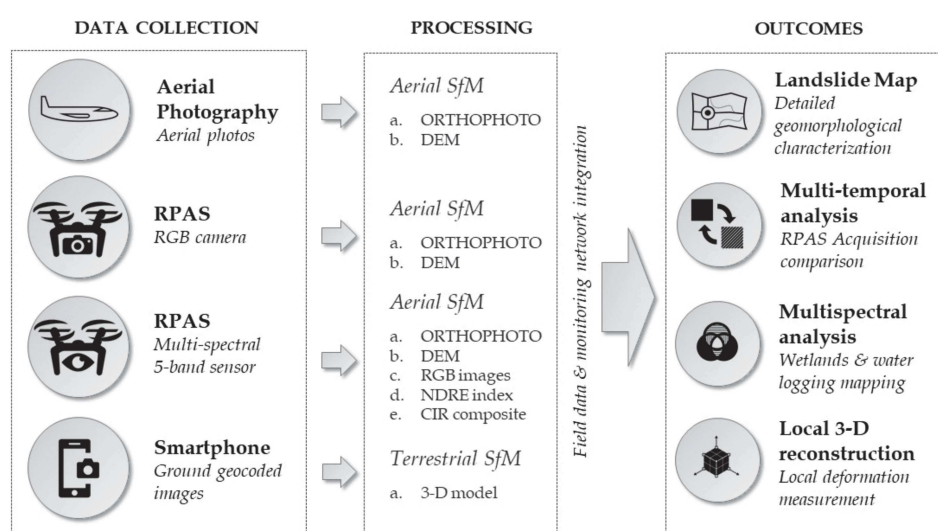 DATA COLLECTION
Aerial
Photography
Aerial photos
RPAS
RGB camera
RPAS
Multi-spectral
5-band sensor
Smartphone
Ground geocoded
images
PROCESSING
Aerial SfM
a. ORTHOPHOTO
b. DEM
Aerial SfM
a. ORTHOPHOTO
b. DEM
Aerial SfM
a. ORTHOPHOTO
b. DEM
c. RGB images
d. NDRE index
e. CIR composite
Terrestrial SfM
a. 3-D model
Field data & monitoring network integration
OUTCOMES
Landslide Map
Detailed
geomorphological
characterization
Multi-temporal
analysis
RPAS Acquisition
comparison
Multispectral
analysis
Wetlands & water
logging mapping
Local 3-D
reconstruction
Local deformation
measurement